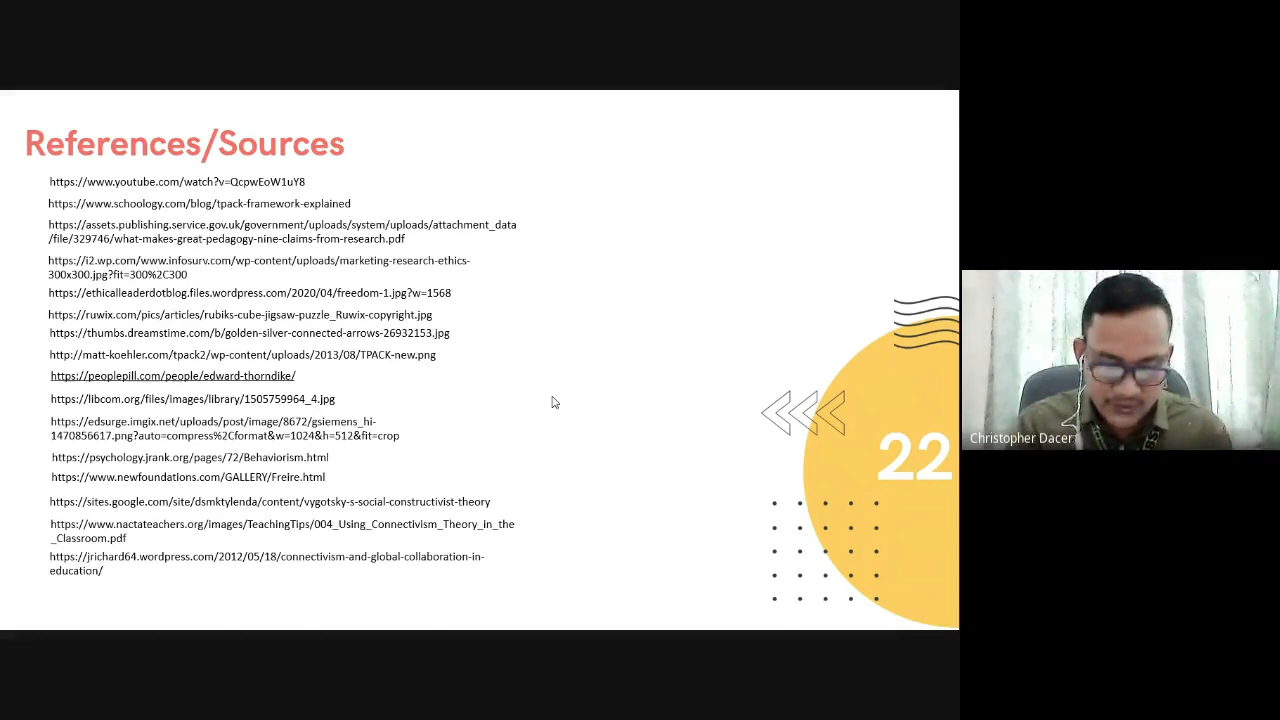 References/Sources
https://www.youtube.com/watch?v=QcpwEoW1uY8
https://www.schoology.com/blog/tpack-framework-explained
https://assets.publishing.service.gov.uk/government/uploads/system/uploads/attachment_data
/file/329746/what-makes-great-pedagogy-nine-claims-from-research.pdf
https://i2.wp.com/www.infosurv.com/wp-content/uploads/marketing-research-ethics-
300x300.jpg?fit=300%2C300
https://ethicalleaderdotblog.files.wordpress.com/2020/04/freedom-1.jpg?w=1568
https://ruwix.com/pics/articles/rubiks-cube-jigsaw-puzzle_Ruwix-copyright.jpg
https://thumbs.dreamstime.com/b/golden-silver-connected-arrows-26932153.jpg
http://matt-koehler.com/tpack2/wp-content/uploads/2013/08/TPACK-new.png
https://peoplepill.com/people/edward-thorndike/
https://libcom.org/files/images/library/1505759964_4.jpg
https://edsurge.imgix.net/uploads/post/image/8672/gsiemens_hi-
1470856617.png?auto=compress%2Cformat&w=1024&h=512&fit=crop
https://psychology.jrank.org/pages/72/Behaviorism.html
https://www.newfoundations.com/GALLERY/Freire.html
https://sites.google.com/site/dsmktylenda/content/vygotsky-s-social-constructivist-theory
https://www.nactateachers.org/images/TeachingTips/004_Using_Connectivism_Theory_in_the
_Classroom.pdf
https://jrichard64.wordpress.com/2012/05/18/connectivism-and-global-collaboration-in-
education/
22
Christopher Dacer